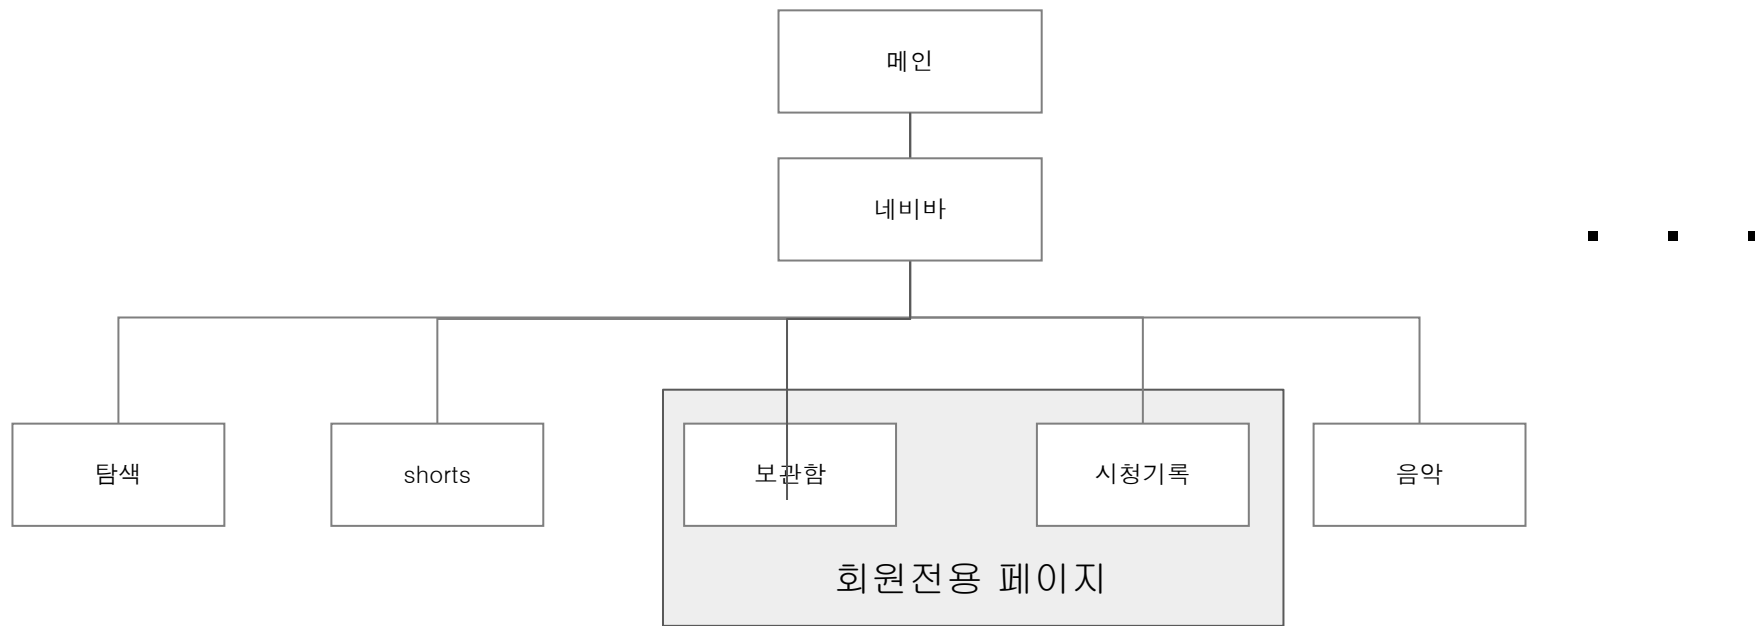 메인
네비바
탐색
shorts
보관함
시청기록
음악
회원전용 페이지
. . .